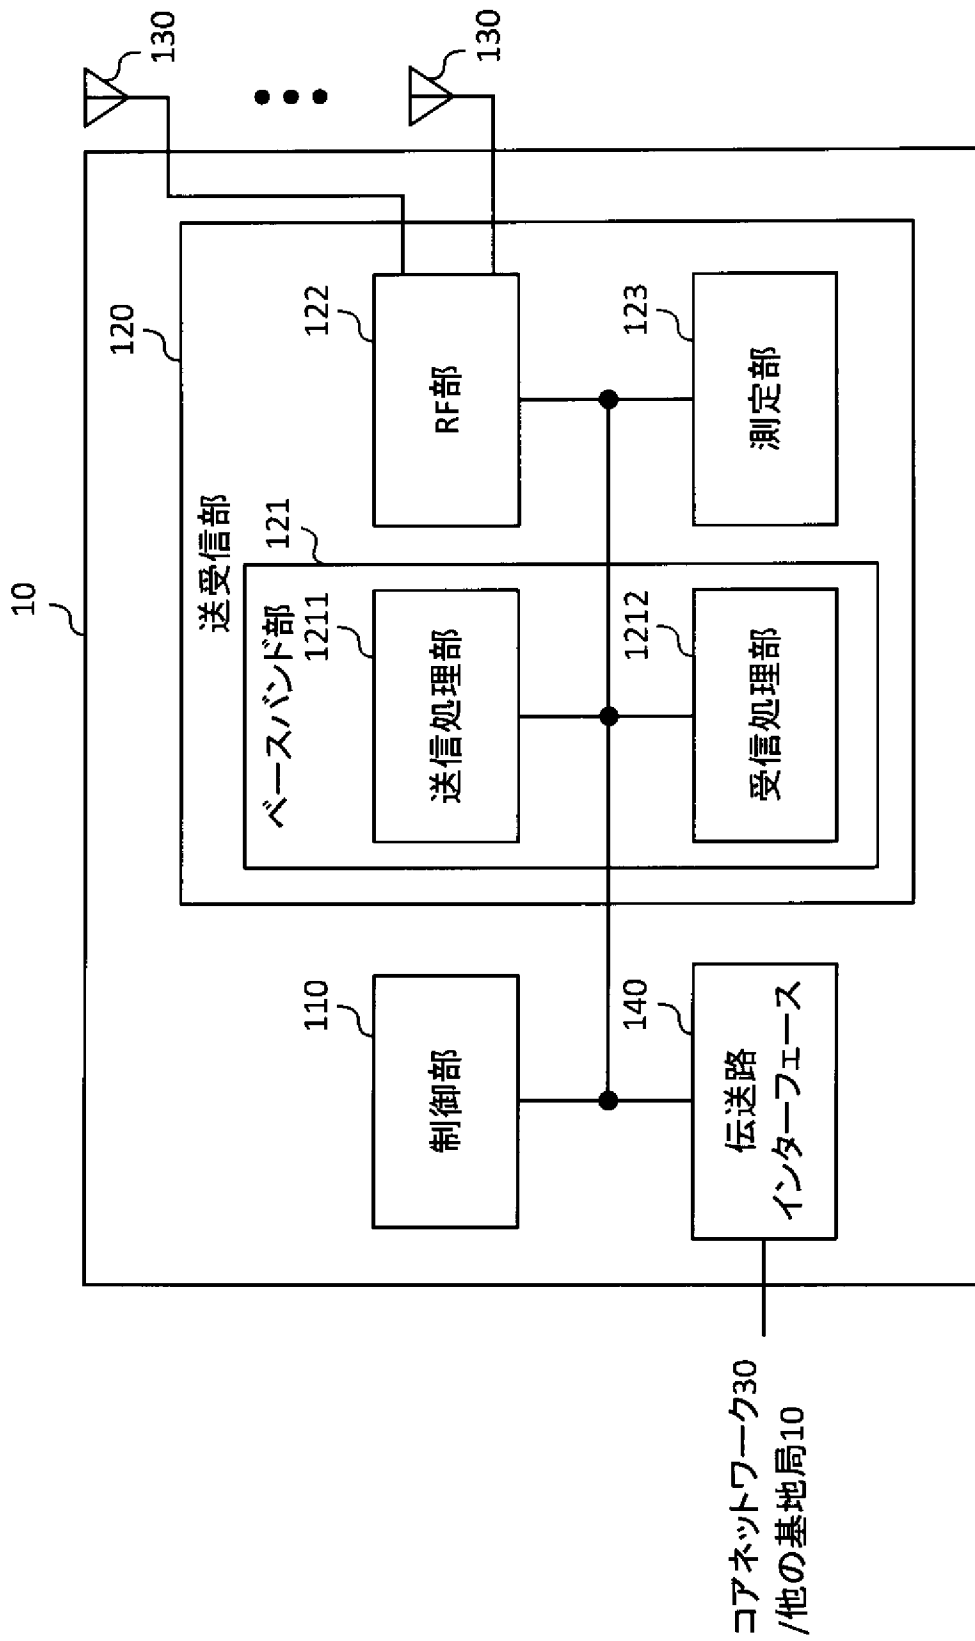 10
120
送受信部
121
ベースバンド部
110
制御部
1211
送信処理部
122
RF部
130
130
140
伝送路
インターフェース
1212
受信処理部
123
測定部
コアネットワーク30
/他の基地局10